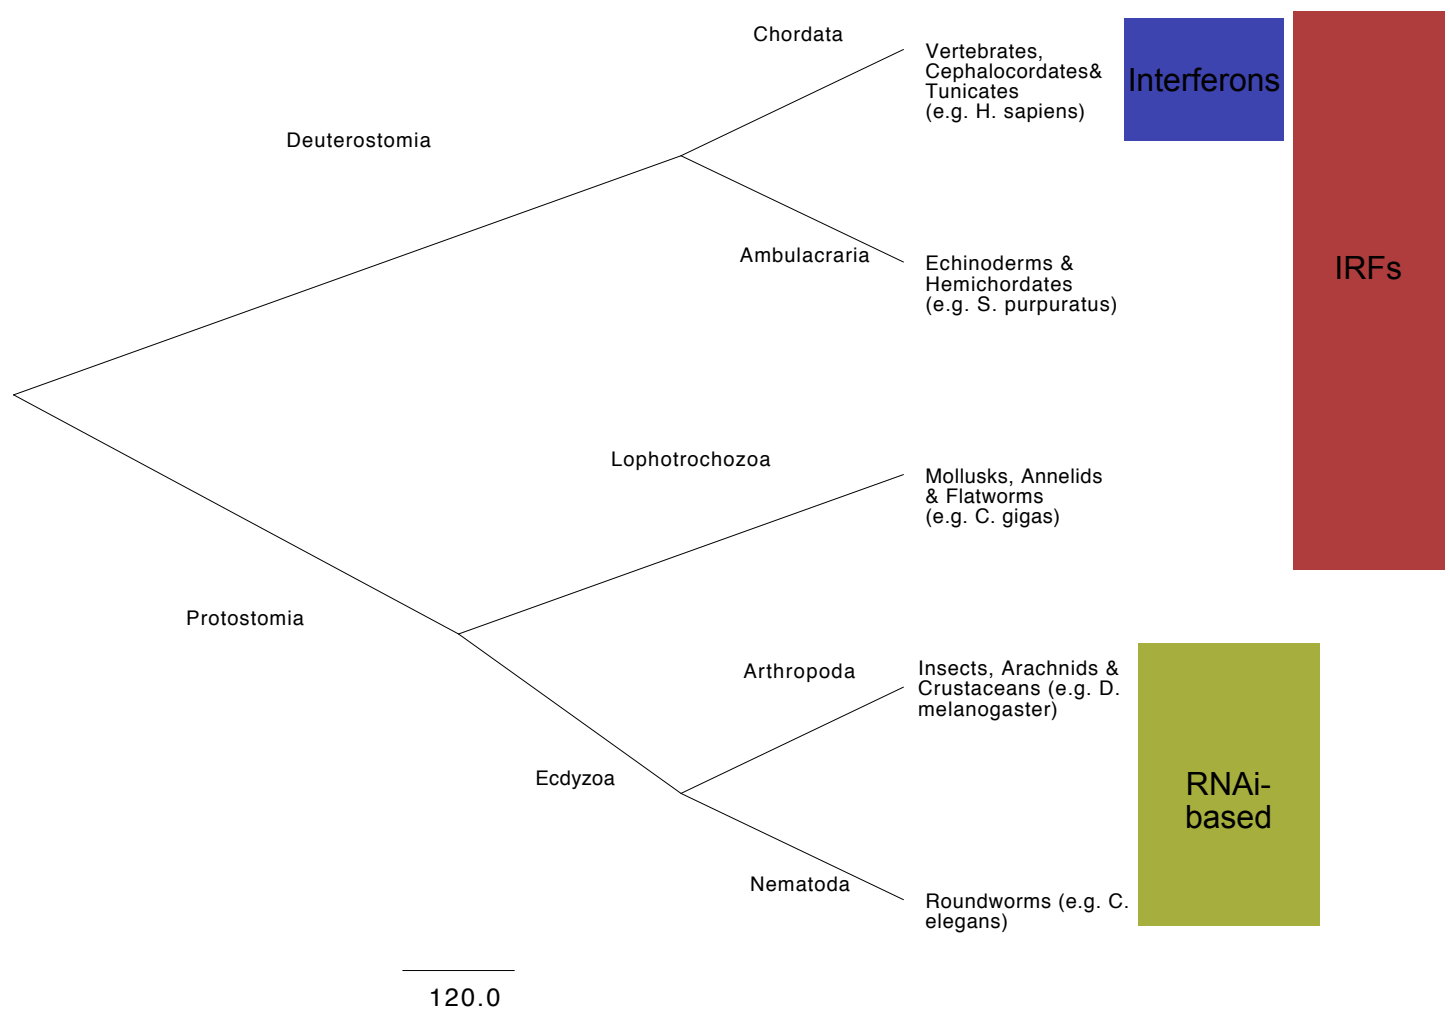 Chordata
Vertebrates,
Cephalocordates&
Tunicates
(e.g. H. sapiens)
Interferons
IRFs
Deuterostomia
Ambulacraria
Echinoderms &
Hemichordates
(e.g. S. purpuratus)
Lophotrochozoa
Mollusks, Annelids
& Flatworms
(e.g. C. gigas)
Protostomia
Arthropoda
Insects, Arachnids &
Crustaceans (e.g. D.
melanogaster)
RNAi-
based
Ecdyzoa
Nematoda
Roundworms (e.g. C.
elegans)
120.0